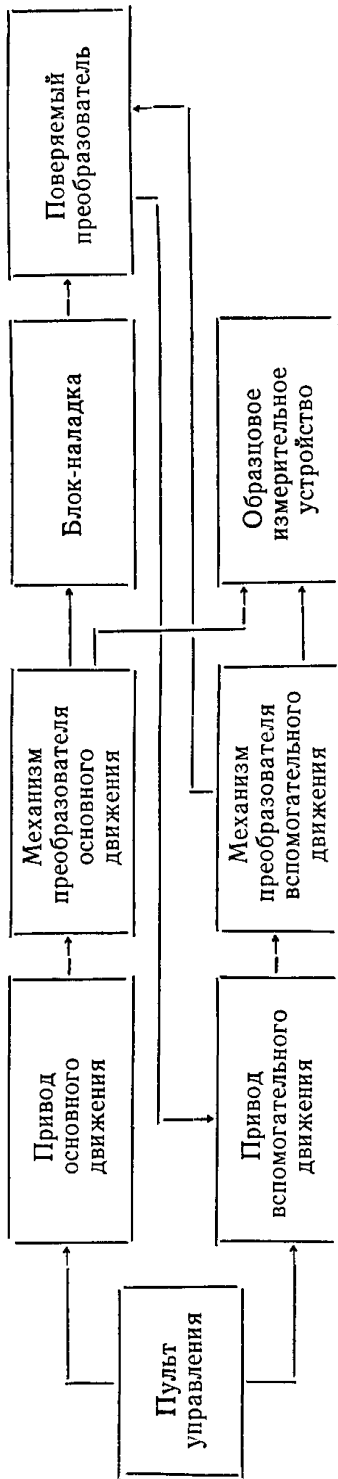 Пульт
управления
Привод
основного
движения
Механизм
преобразователя
основного
движения
Блок-наладка
Поверяемый
преобразователь
Привод
вспомогательного
движения
Механизм
преобразователя
вспомогательного
движения
Образцовое
измерительное
устройство